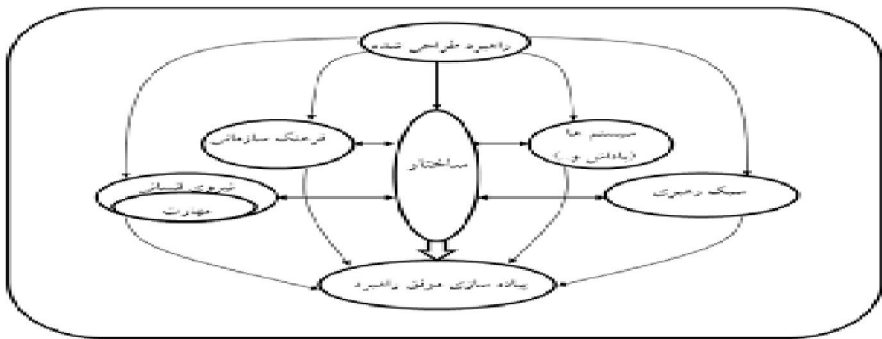 راهبرد طراحی شده
فرهنگ سازمانی
سیستم ها
(پاداش و..)
ساختار
نیروی انسانی
مهارت
سبک رهبری
پیاده سازی موفق راهبرد